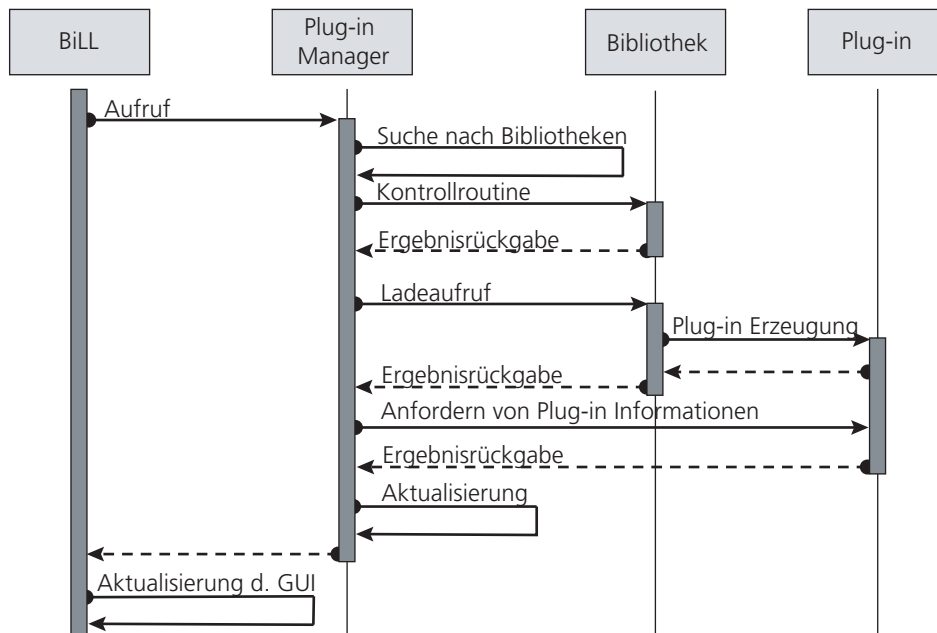 BiLL
Plug-in
Manager
Bibliothek
Plug-in
Aufruf
Suche nach Bibliotheken
Kontrollroutine
Ergebnisrückgabe
Ladeaufruf
Plug-in Erzeugung
Ergebnisrückgabe
Anfordern von Plug-in Informationen
Ergebnisrückgabe
Aktualisierung
Aktualisierung d. GUI